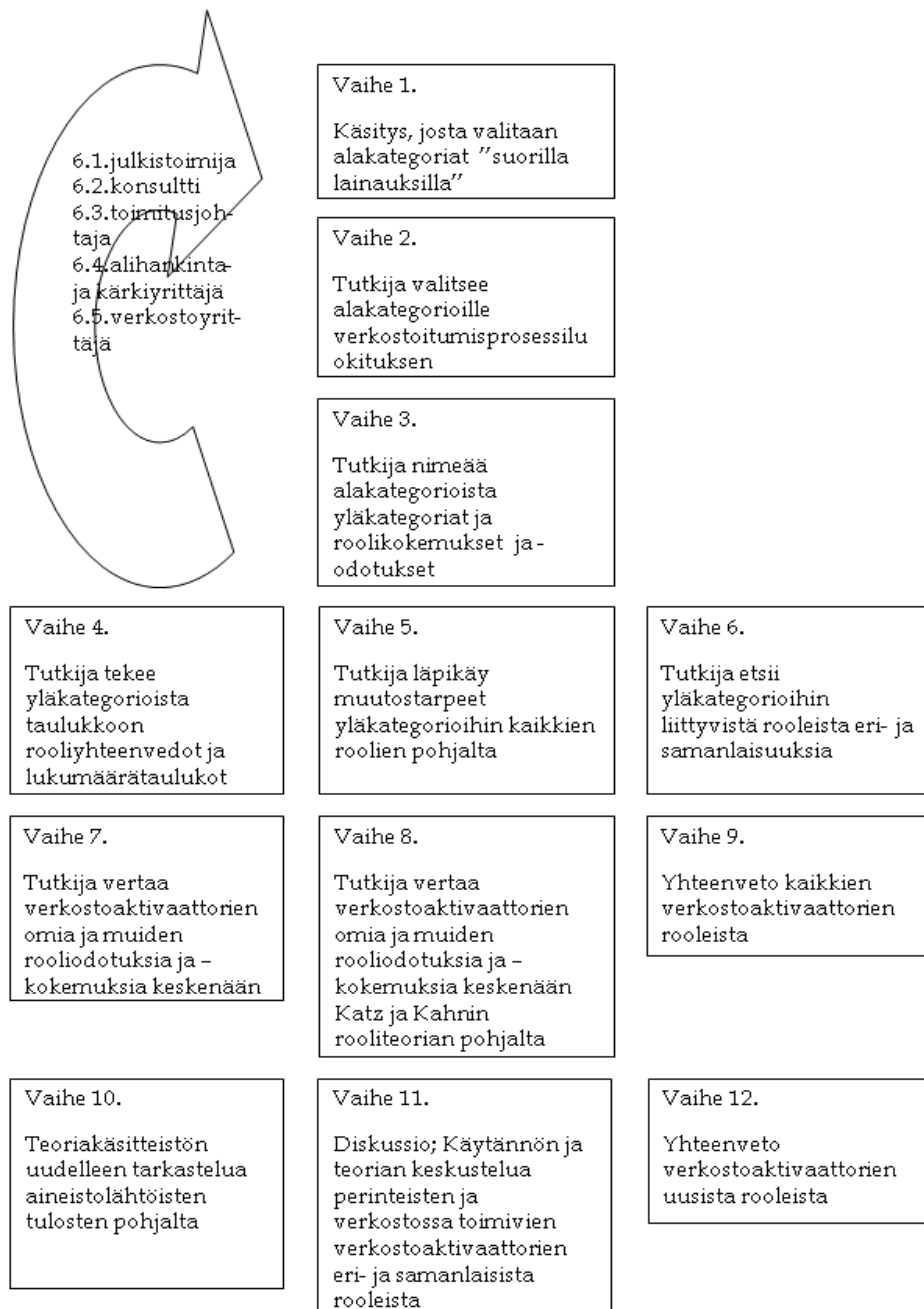 6.1.julkistoimija
6.2.konsultti
6.3.toimitusjoh-
taja
6.4.alihankinta-
ja kärkiyrittäjä
6.5.verkostoyrit-
täjä
Vaihe 1.
Käsitys, josta valitaan
alakategoriat ”suorilla
lainauksilla”
Vaihe 2.
Tutkija valitsee
alakategorioille
verkostoitumisprosessilu
okituksen
Vaihe 3.
Tutkija nimeää
alakategorioista
yläkategoriat ja
roolikokemukset ja -
odotukset
Vaihe 4.
Tutkija tekee
yläkategorioista
taulukkoon
rooliyhteenvedot ja
lukumäärätaulukot
Vaihe 5.
Tutkija läpikäy
muutostarpeet
yläkategorioihin kaikkien
roolien pohjalta
Vaihe 6.
Tutkija etsii
yläkategorioihin
liittyvistä rooleista eri- ja
samanlaisuuksia
Vaihe 7.
Tutkija vertaa
verkostoaktivaattorien
omia ja muiden
rooliodotuksia ja –
kokemuksia keskenään
Vaihe 8.
Tutkija vertaa
verkostoaktivaattorien
omia ja muiden
rooliodotuksia ja –
kokemuksia keskenään
Katz ja Kahnin
rooliteorian pohjalta
Vaihe 9.
Yhteenveto kaikkien
verkostoaktivaattorien
rooleista
Vaihe 10.
Teoriakäsitteistön
uudelleen tarkastelua
aineistolähtöisten
tulosten pohjalta
Vaihe 11.
Diskussio; Käytännön ja
teorian keskustelua
perinteisten ja
verkostossa toimivien
verkostoaktivaattorien
eri- ja samanlaisista
rooleista
Vaihe 12.
Yhteenveto
verkostoaktivaattorien
uusista rooleista